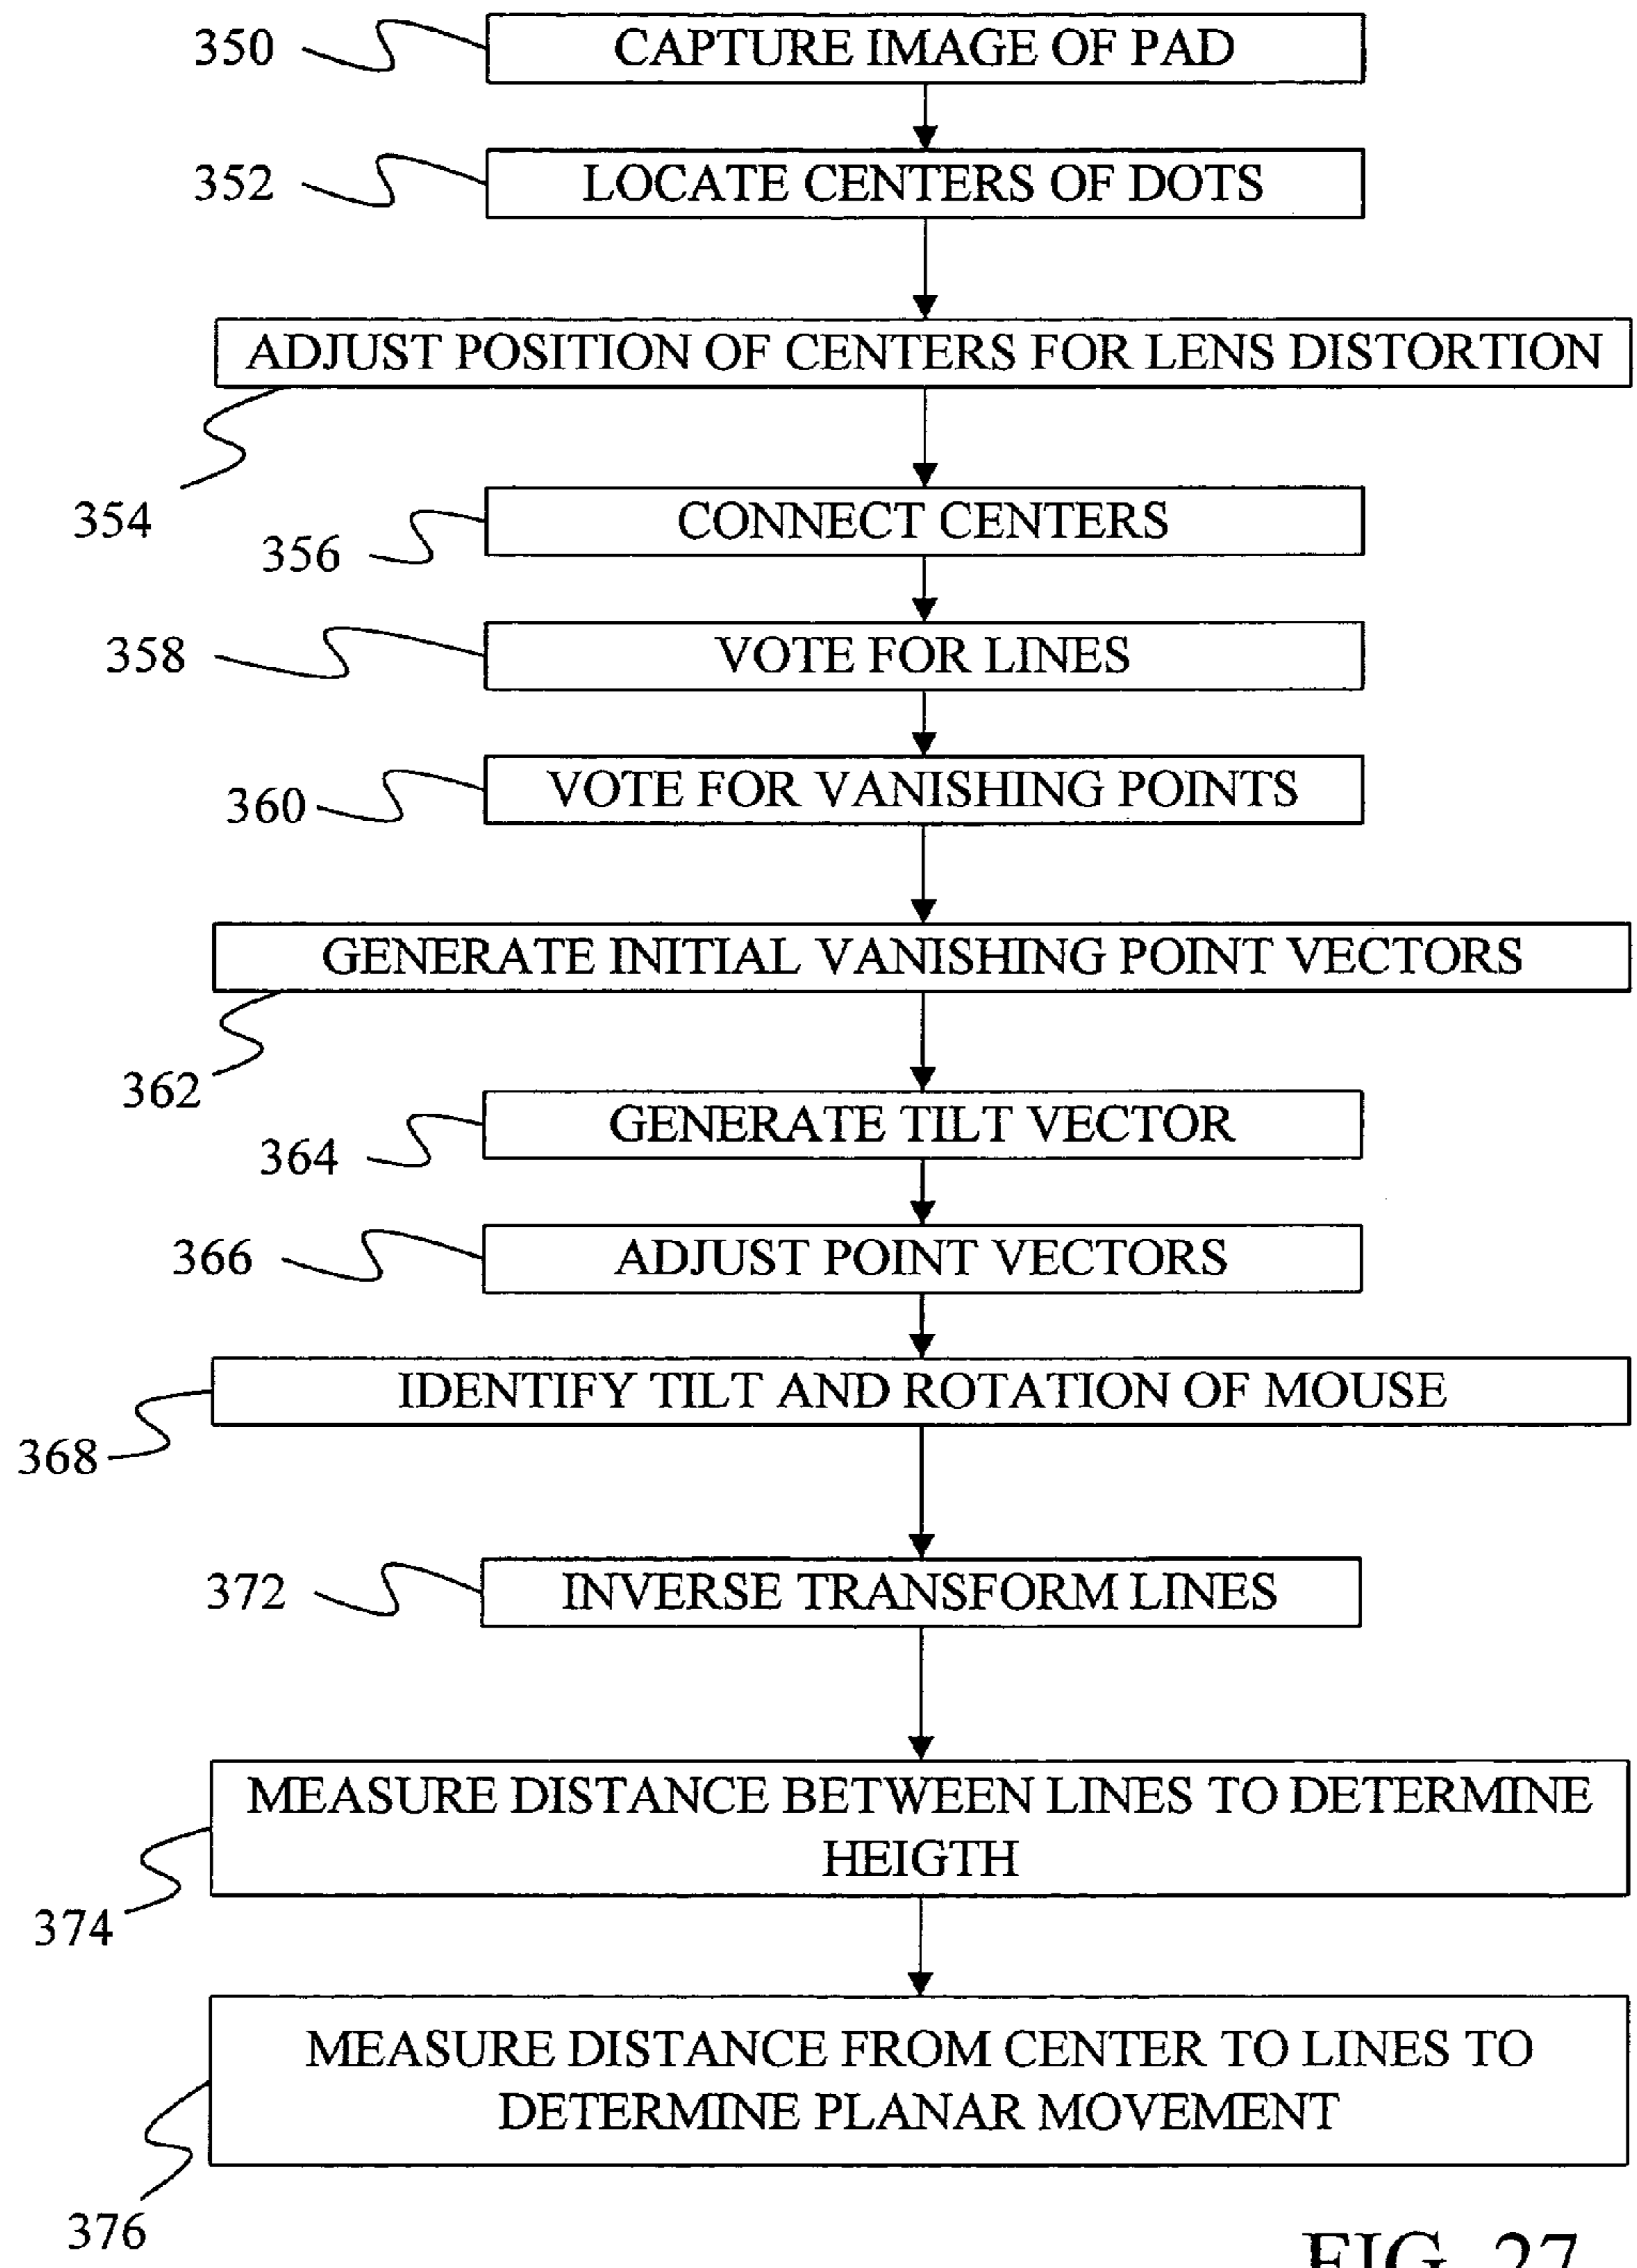 350
CAPTURE IMAGE OF PAD
352
LOCATE CENTERS OF DOTS
ADJUST POSITION OF CENTERS FOR LENS DISTORTION
354
CONNECT CENTERS
356
358
VOTE FOR LINES
360
VOTE FOR VANISHING POINTS
GENERATE INITIAL VANISHING POINT VECTORS
362
GENERATE TILT VECTOR
364
366
ADJUST POINT VECTORS
IDENTIFY TILT AND ROTATION OF MOUSE
368
372
INVERSE TRANSFORM LINES
MEASURE DISTANCE BETWEEN LINES TO DETERMINE
HEIGTH
374
MEASURE DISTANCE FROM CENTER TO LINES TO
DETERMINE PLANAR MOVEMENT
376
FIG. 27